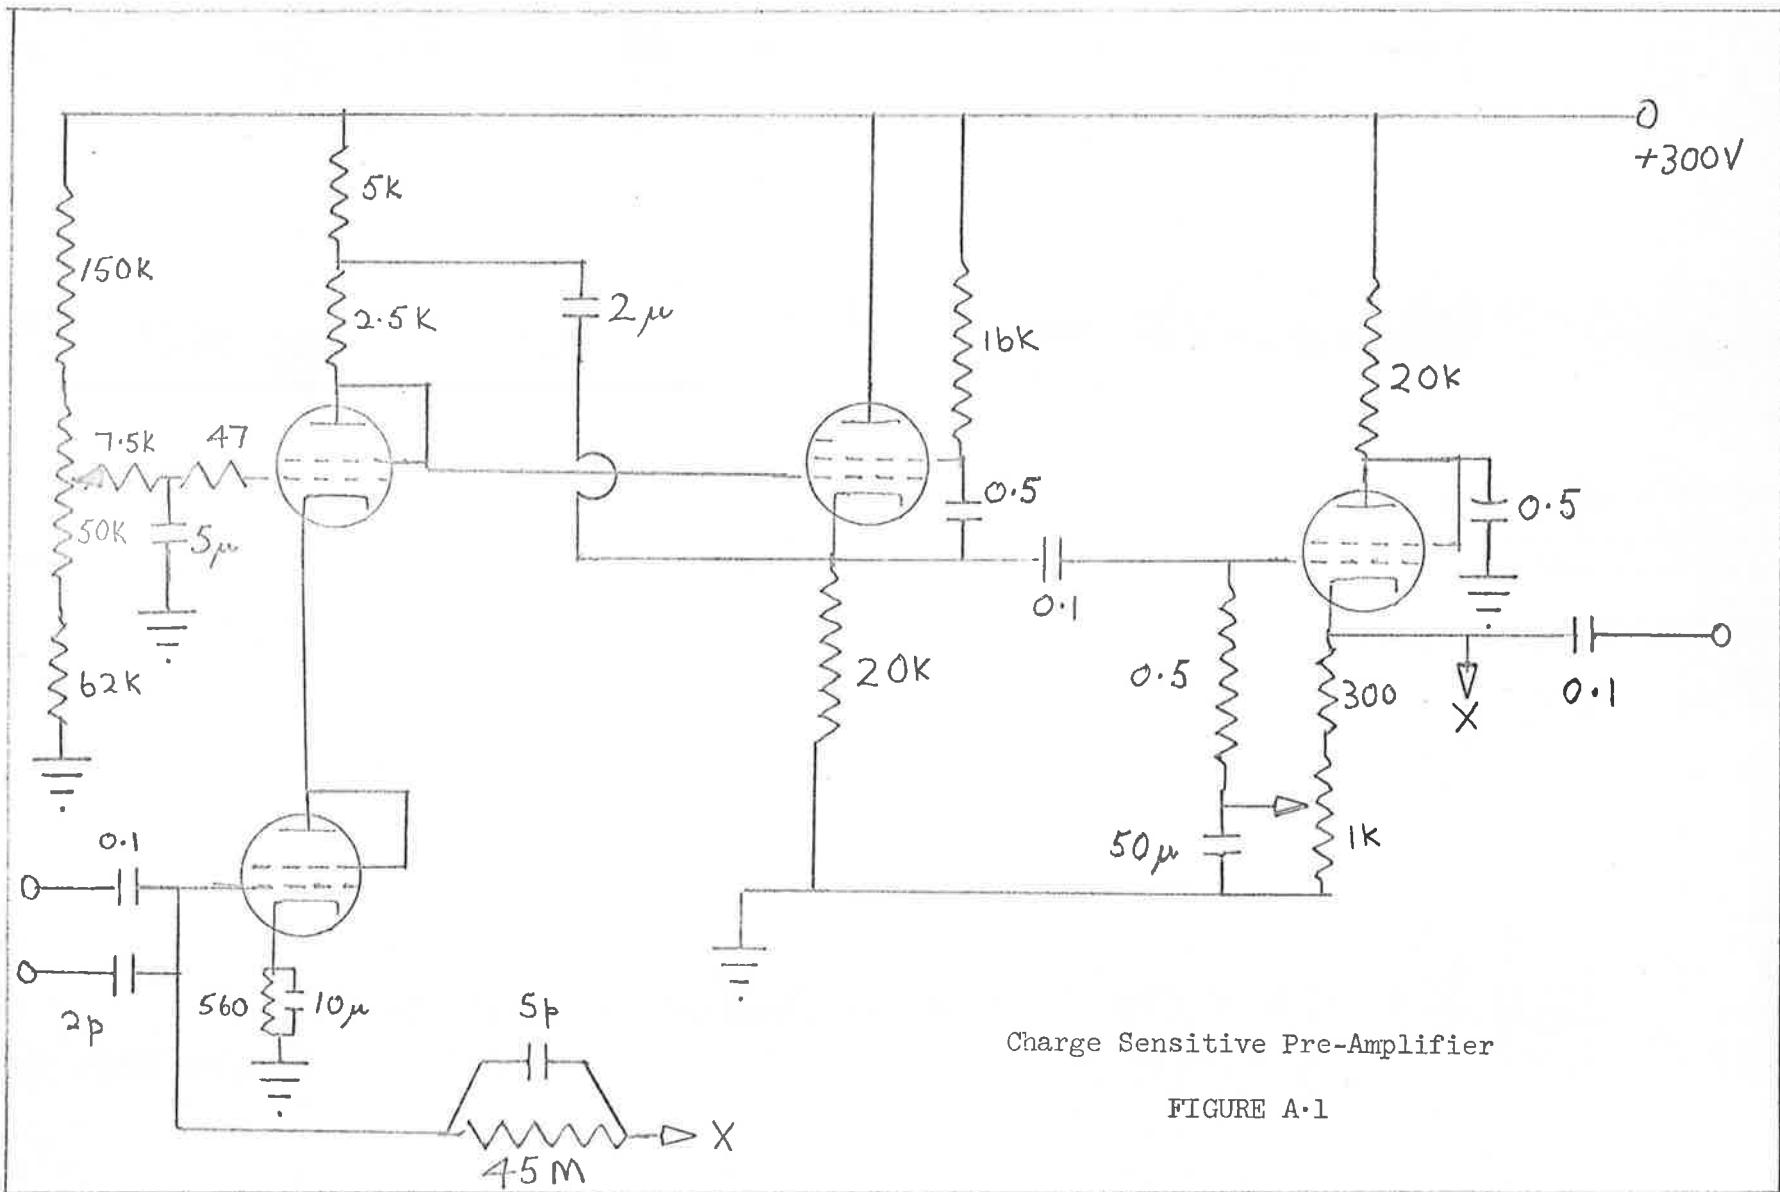 +300V
5K
150K
2.5K
2μ
16K
20K
7.5K
47
50K
5μ
0.5
0.5
0.1
62K
20K
0.5
300
X
0.1
0.1
50μ
1K
2p
560
10μ
5p
45M
X
Charge Sensitive Pre-Amplifier
FIGURE A.1